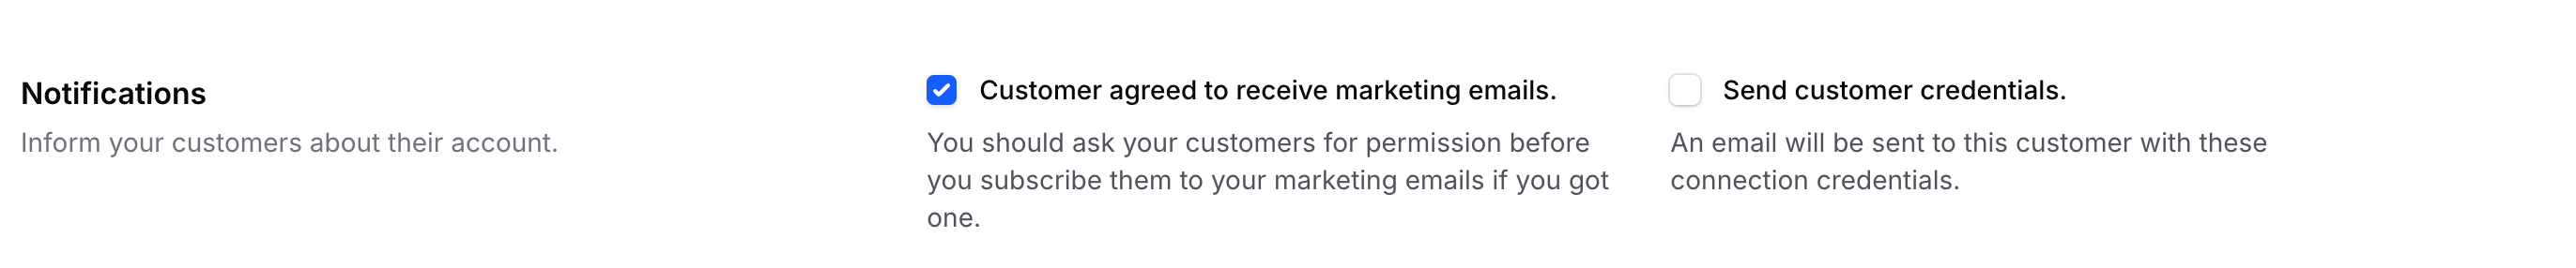 Notifications
Inform your customers about their account.
Customer agreed to receive marketing emails.
You should ask your customers for permission before
you subscribe them to your marketing emails if you got
one.
Send customer credentials.
An email will be sent to this customer with these
connection credentials.